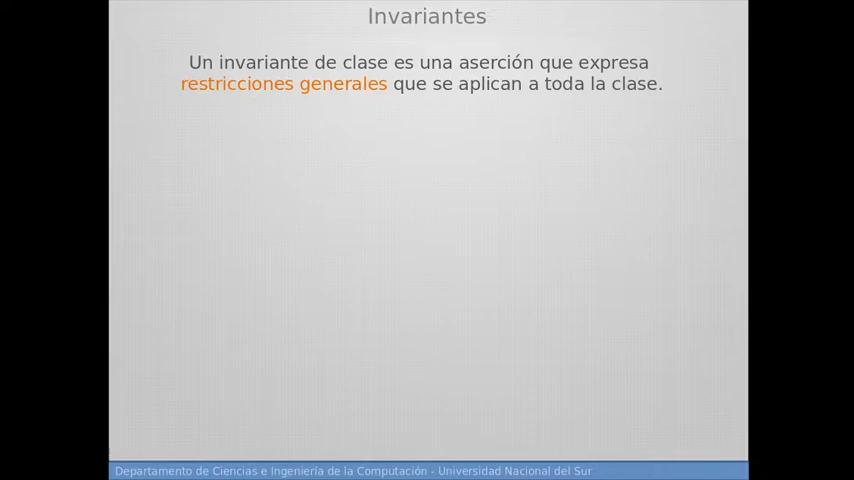 Invariantes
Un invariante de clase es una aserción que expresa
restricciones generales que se aplican a toda la clase.
Departamento de Ciencias e Ingeniería de la Computación - Universidad Nacional del Sur